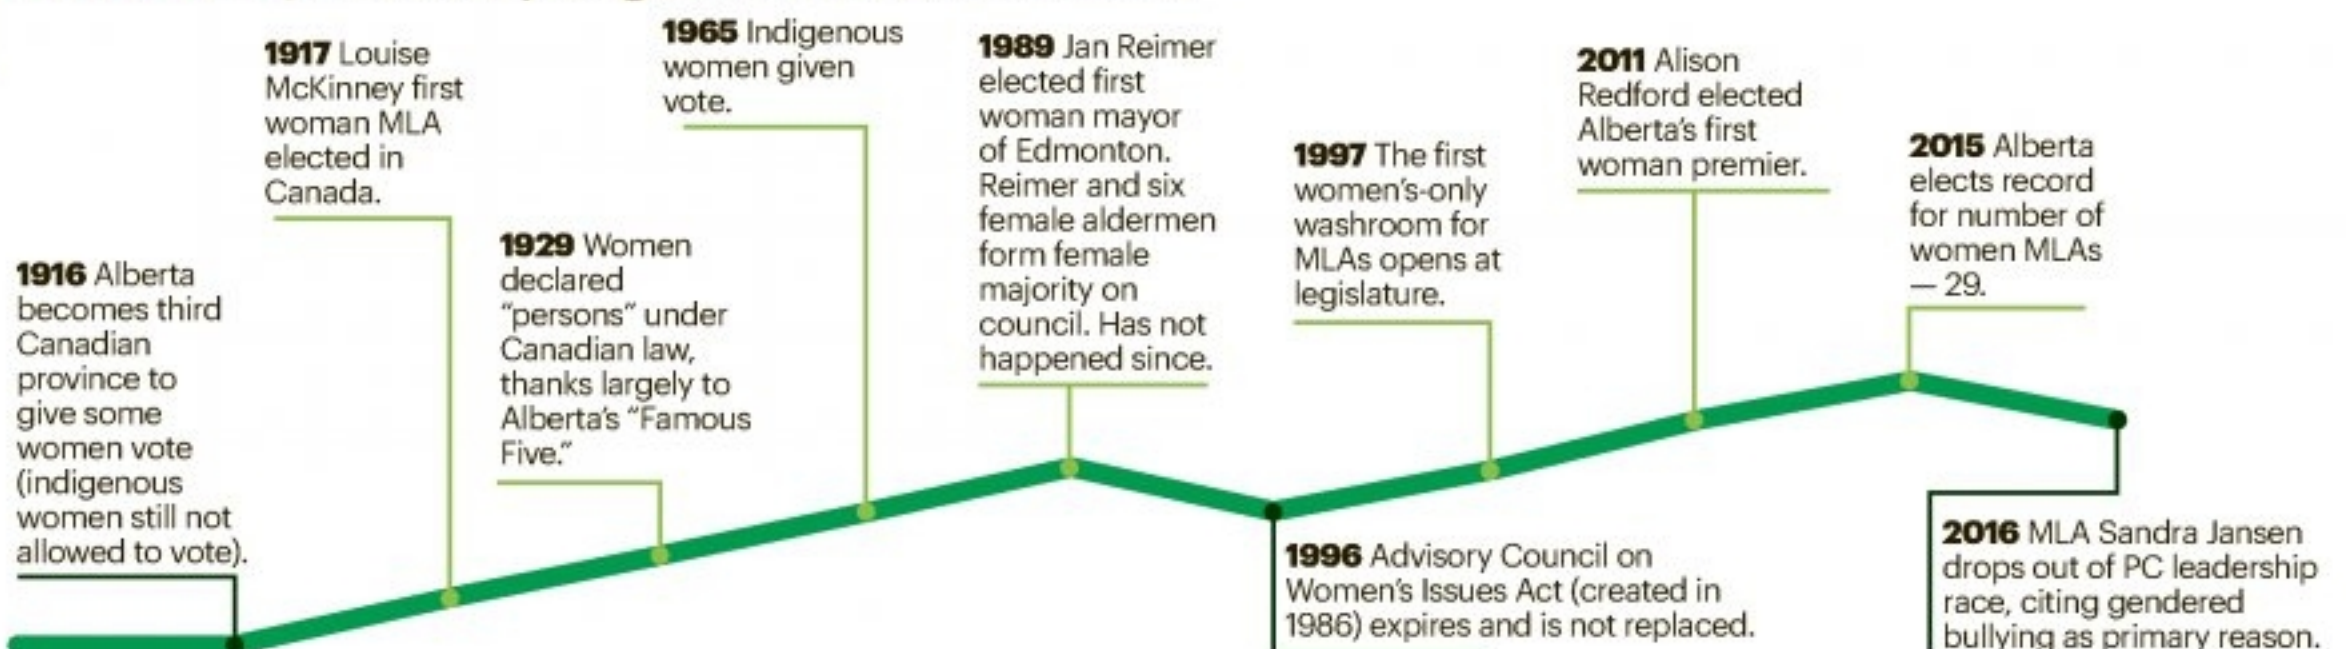 1916 Alberta
becomes third
Canadian
province to
give some
women vote
(indigenous
women still not
allowed to vote).
1917 Louise
McKinney first
woman MLA
elected in
Canada.
1929 Women
declared
“persons” under
Canadian law,
thanks largely to
Alberta’s “Famous
Five.”
1965 Indigenous
women given
vote.
1989 Jan Reimer
elected first
woman mayor
of Edmonton.
Reimer and six
female aldermen
form female
majority on
council. Has not
happened since.
1996 Advisory Council on
Women’s Issues Act (created in
1986) expires and is not replaced.
1997 The first
women’s-only
washroom for
MLAs opens at
legislature.
2011 Alison
Redford elected
Alberta’s first
woman premier.
2015 Alberta
elects record
for number of
women MLAs
— 29.
2016 MLA Sandra Jansen
drops out of PC leadership
race, citing gendered
bullying as primary reason.